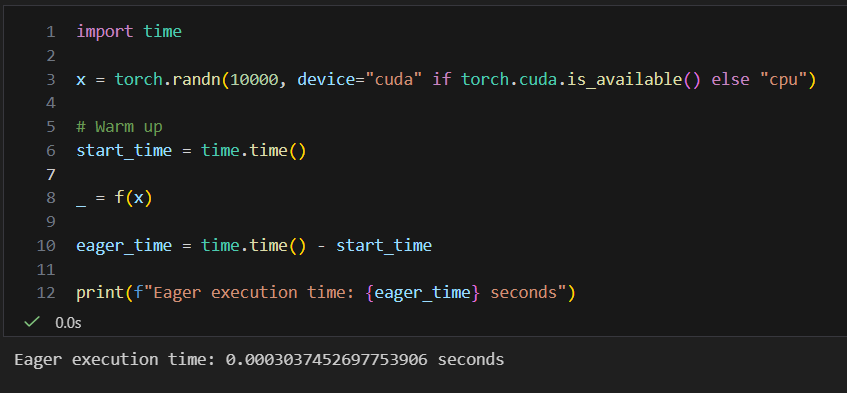 1 import time
2
3 x = torch.randn(10000, device="cuda" if torch.cuda.is_available() else "cpu")
4
5 # Warm up
6 start_time = time.time()
7
8 _ = f(x)
9
10 eager_time = time.time() - start_time
11
12 print(f"Eager execution time: {eager_time} seconds")
0.0s
Eager execution time: 0.0003037452697753906 seconds